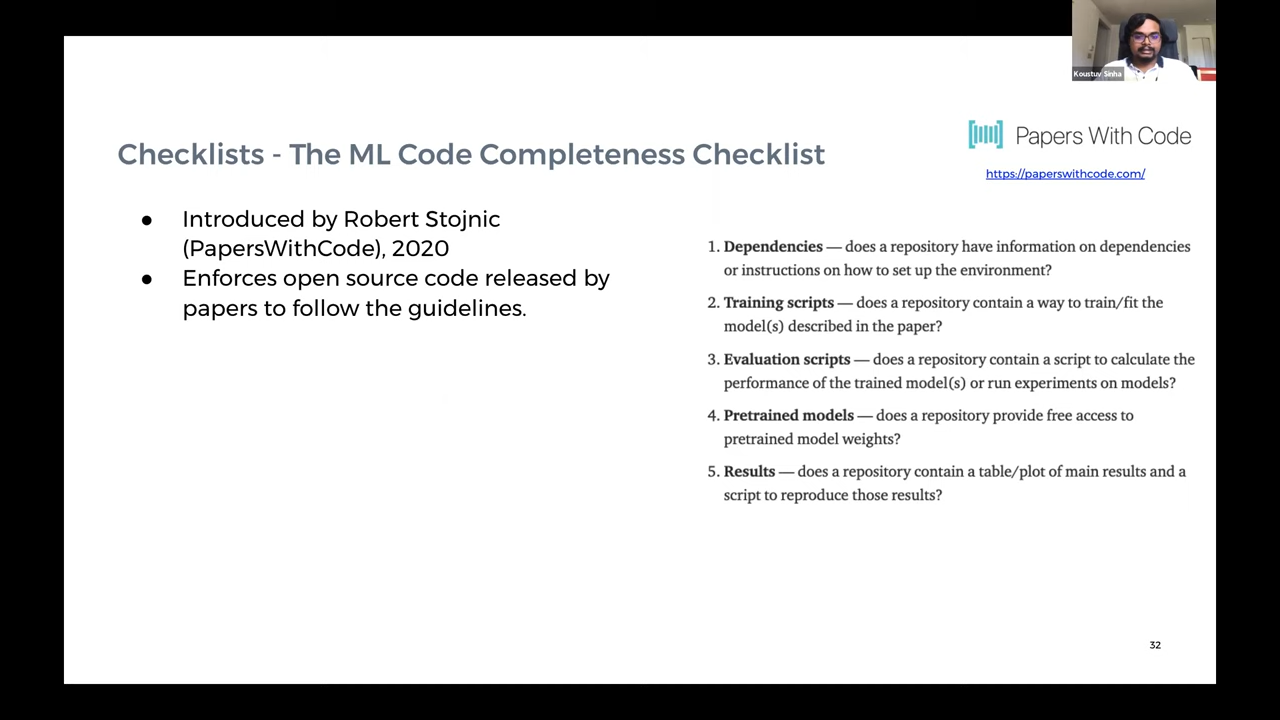 Koustuv Sinha
Papers With Code
https://paperswithcode.com/
Checklists - The ML Code Completeness Checklist
● Introduced by Robert Stojnic
(PapersWithCode), 2020
● Enforces open source code released by
papers to follow the guidelines.
1. Dependencies — does a repository have information on dependencies
or instructions on how to set up the environment?
2. Training scripts — does a repository contain a way to train/fit the
model(s) described in the paper?
3. Evaluation scripts — does a repository contain a script to calculate the
performance of the trained model(s) or run experiments on models?
4. Pretrained models — does a repository provide free access to
pretrained model weights?
5. Results — does a repository contain a table/plot of main results and a
script to reproduce those results?
32